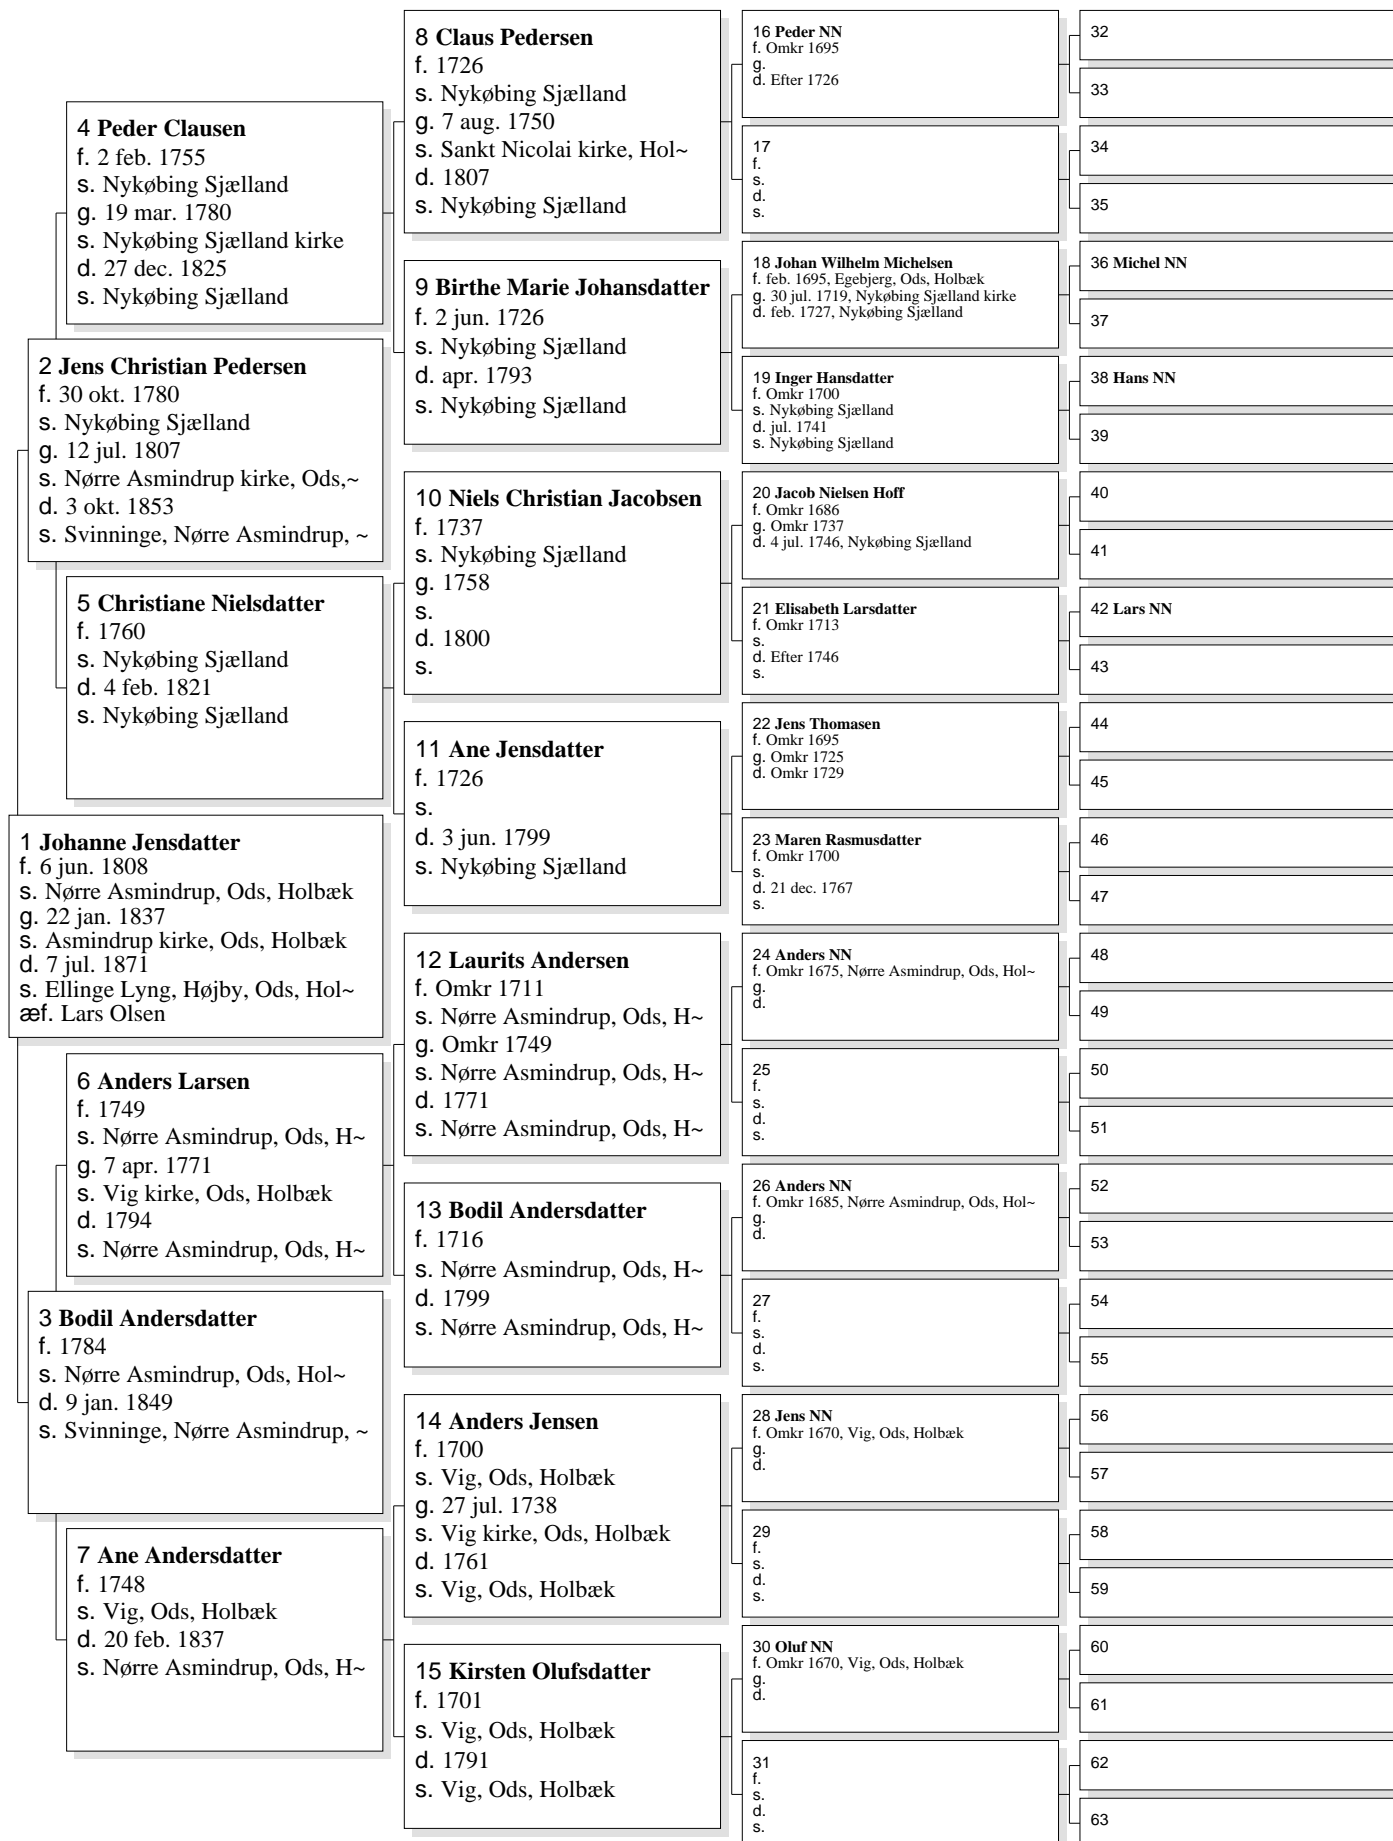 8 Claus Pedersen
f. 1726
s. Nykøbing Sjælland
g. 7 aug. 1750
s. Sankt Nicolai kirke, Hol~
d. 1807
s. Nykøbing Sjælland
16 Peder NN
f. Omkr 1695
g.
d. Efter 1726
32
33
4 Peder Clausen
f. 2 feb. 1755
s. Nykøbing Sjælland
g. 19 mar. 1780
s. Nykøbing Sjælland kirke
d. 27 dec. 1825
s. Nykøbing Sjælland
17
f.
s.
d.
s.
34
35
9 Birthe Marie Johansdatter
f. 2 jun. 1726
s. Nykøbing Sjælland
d. apr. 1793
s. Nykøbing Sjælland
18 Johan Wilhelm Michelsen
f. feb. 1695, Egebjerg, Ods, Holbæk
g. 30 jul. 1719, Nykøbing Sjælland kirke
d. feb. 1727, Nykøbing Sjælland
36 Michel NN
37
2 Jens Christian Pedersen
f. 30 okt. 1780
s. Nykøbing Sjælland
g. 12 jul. 1807
s. Nørre Asmindrup kirke, Ods,~
d. 3 okt. 1853
s. Svinninge, Nørre Asmindrup, ~
19 Inger Hansdatter
f. Omkr 1700
s. Nykøbing Sjælland
d. jul. 1741
s. Nykøbing Sjælland
38 Hans NN
39
10 Niels Christian Jacobsen
f. 1737
s. Nykøbing Sjælland
g. 1758
s.
d. 1800
s.
20 Jacob Nielsen Hoff
f. Omkr 1686
g. Omkr 1737
d. 4 jul. 1746, Nykøbing Sjælland
40
41
5 Christiane Nielsdatter
f. 1760
s. Nykøbing Sjælland
d. 4 feb. 1821
s. Nykøbing Sjælland
21 Elisabeth Larsdatter
f. Omkr 1713
s.
d. Efter 1746
s.
42 Lars NN
43
11 Ane Jensdatter
f. 1726
s.
d. 3 jun. 1799
s. Nykøbing Sjælland
22 Jens Thomasen
f. Omkr 1695
g. Omkr 1725
d. Omkr 1729
44
45
1 Johanne Jensdatter
f. 6 jun. 1808
s. Nørre Asmindrup, Ods, Holbæk
g. 22 jan. 1837
s. Asmindrup kirke, Ods, Holbæk
d. 7 jul. 1871
s. Ellinge Lyng, Højby, Ods, Hol~
æf. Lars Olsen
23 Maren Rasmusdatter
f. Omkr 1700
s.
d. 21 dec. 1767
s.
46
47
12 Laurits Andersen
f. Omkr 1711
s. Nørre Asmindrup, Ods, H~
g. Omkr 1749
s. Nørre Asmindrup, Ods, H~
d. 1771
s. Nørre Asmindrup, Ods, H~
24 Anders NN
f. Omkr 1675, Nørre Asmindrup, Ods, Hol~
g.
d.
48
49
6 Anders Larsen
f. 1749
s. Nørre Asmindrup, Ods, H~
g. 7 apr. 1771
s. Vig kirke, Ods, Holbæk
d. 1794
s. Nørre Asmindrup, Ods, H~
25
f.
s.
d.
s.
50
51
13 Bodil Andersdatter
f. 1716
s. Nørre Asmindrup, Ods, H~
d. 1799
s. Nørre Asmindrup, Ods, H~
26 Anders NN
f. Omkr 1685, Nørre Asmindrup, Ods, Hol~
g.
d.
52
53
3 Bodil Andersdatter
f. 1784
s. Nørre Asmindrup, Ods, Hol~
d. 9 jan. 1849
s. Svinninge, Nørre Asmindrup, ~
27
f.
s.
d.
s.
54
55
14 Anders Jensen
f. 1700
s. Vig, Ods, Holbæk
g. 27 jul. 1738
s. Vig kirke, Ods, Holbæk
d. 1761
s. Vig, Ods, Holbæk
28 Jens NN
f. Omkr 1670, Vig, Ods, Holbæk
g.
d.
56
57
7 Ane Andersdatter
f. 1748
s. Vig, Ods, Holbæk
d. 20 feb. 1837
s. Nørre Asmindrup, Ods, H~
29
f.
s.
d.
s.
58
59
15 Kirsten Olufsdatter
f. 1701
s. Vig, Ods, Holbæk
d. 1791
s. Vig, Ods, Holbæk
30 Oluf NN
f. Omkr 1670, Vig, Ods, Holbæk
g.
d.
60
61
31
f.
s.
d.
s.
62
63